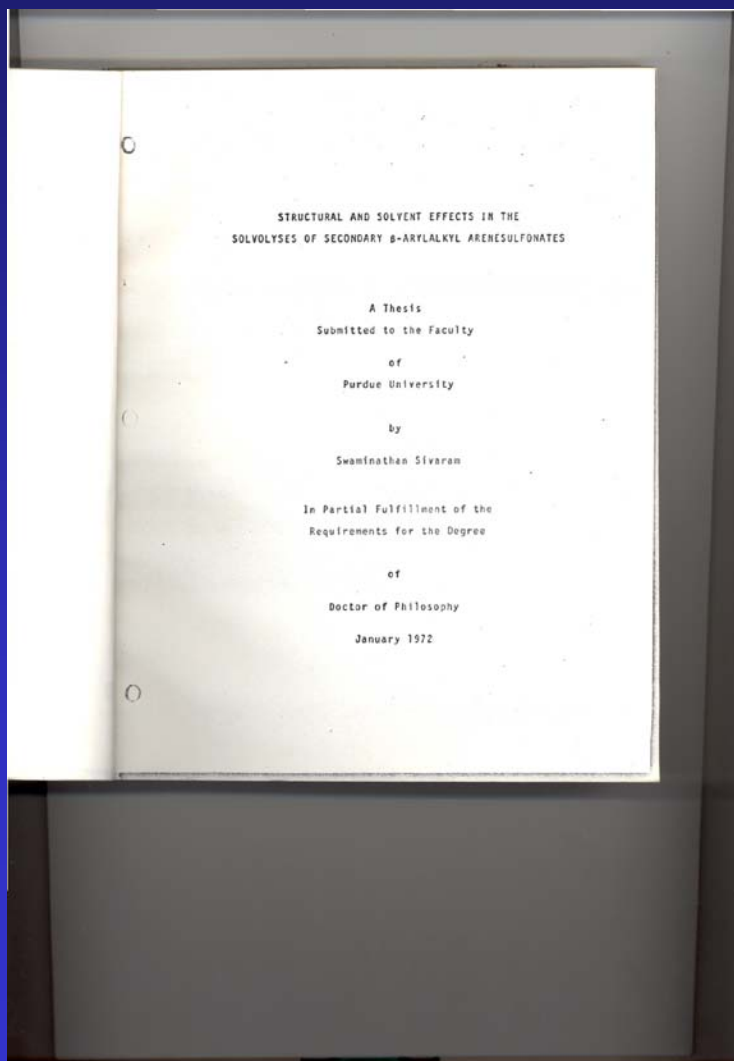 STRUCTURAL AND SOLVENT EFFECTS IN THE
SOLVOLYSES OF SECONDARY β-ARYLALKYL ARENESULFONATES
A Thesis
Submitted to the Faculty
of
Purdue University
by
Swaminathan Sivaram
In Partial Fulfillment of the
Requirements for the Degree
of
Doctor of Philosophy
January 1972